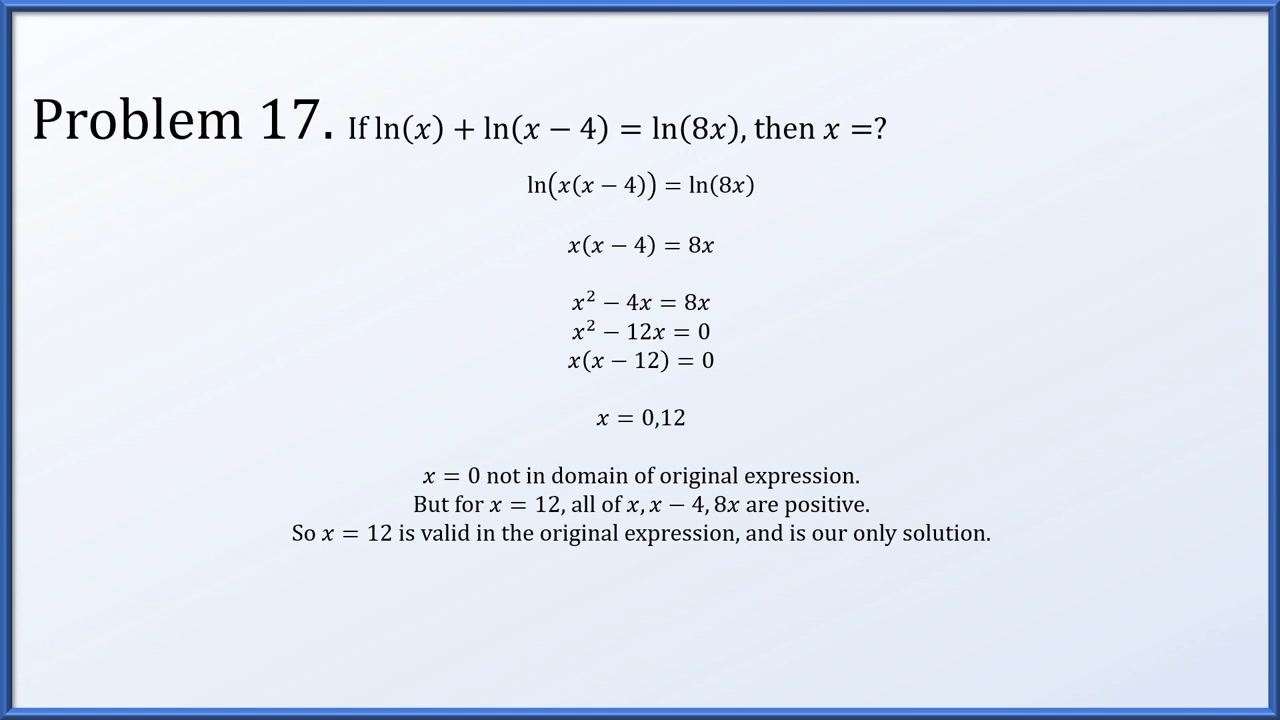 Problem 17. If ln(x) + ln(x − 4) = ln(8x), then x =?
ln(x(x − 4)) = ln(8x)
x(x − 4) = 8x
x² − 4x = 8x
x² − 12x = 0
x(x − 12) = 0
x = 0,12
x = 0 not in domain of original expression.
But for x = 12, all of x, x − 4, 8x are positive.
So x = 12 is valid in the original expression, and is our only solution.